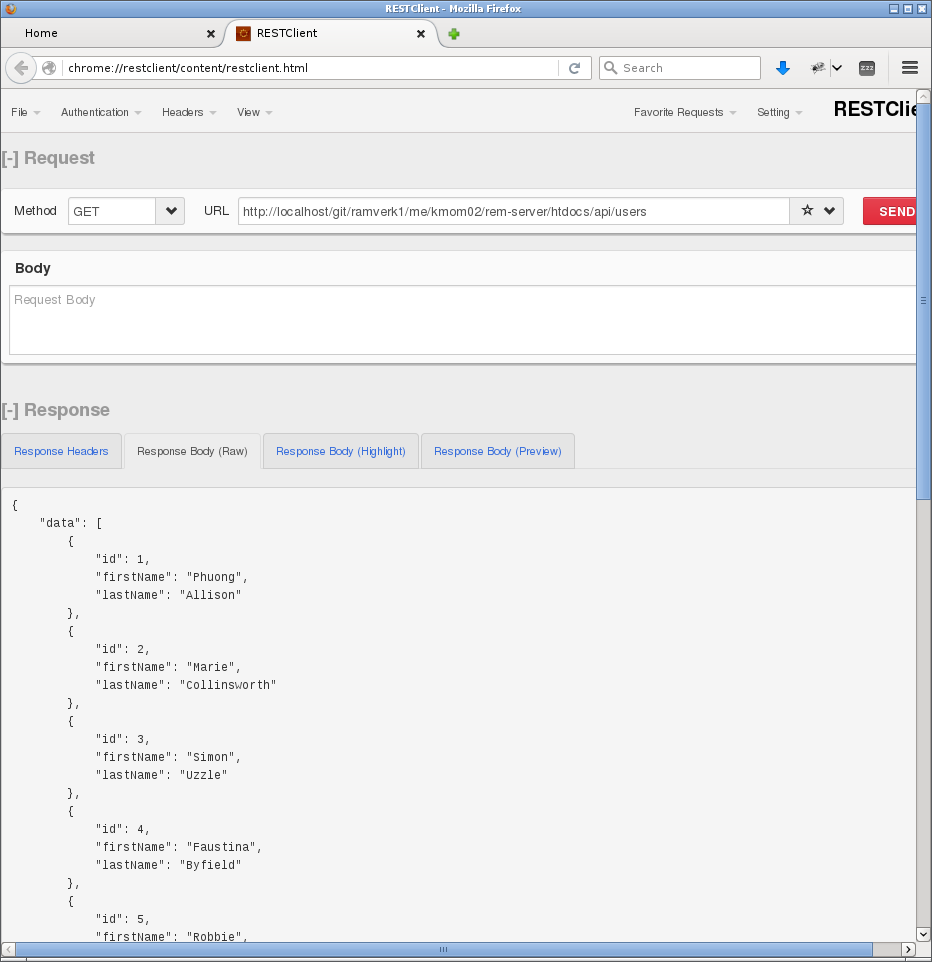 RESTClient - Mozilla Firefox
Home
RESTClient
chrome://restclient/content/restclient.html
Search
zzz
File
Authentication
Headers
View
Favorite Requests
Setting
RESTClie
[-] Request
Method
GET
URL
http://localhost/git/ramverk1/me/kmom02/rem-server/htdocs/api/users
SEND
Body
Request Body
[-] Response
Response Headers
Response Body (Raw)
Response Body (Highlight)
Response Body (Preview)
{
    "data": [
        {
            "id": 1,
            "firstName": "Phuong",
            "lastName": "Allison"
        },
        {
            "id": 2,
            "firstName": "Marie",
            "lastName": "Collinsworth"
        },
        {
            "id": 3,
            "firstName": "Simon",
            "lastName": "Uzzle"
        },
        {
            "id": 4,
            "firstName": "Faustina",
            "lastName": "Byfield"
        },
        {
            "id": 5,
            "firstName": "Robbie",